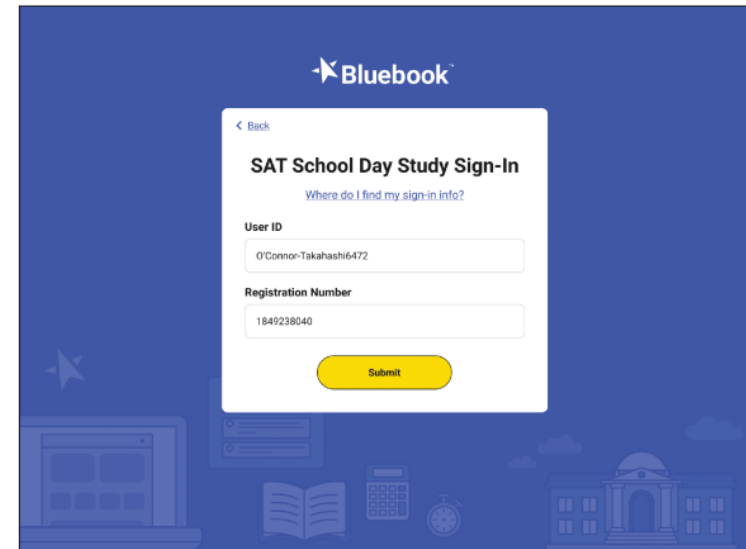 Bluebook™
Back
SAT School Day Study Sign-In
Where do I find my sign-in info?
User ID
O'Connor-Takahashi6472
Registration Number
1849238040
Submit